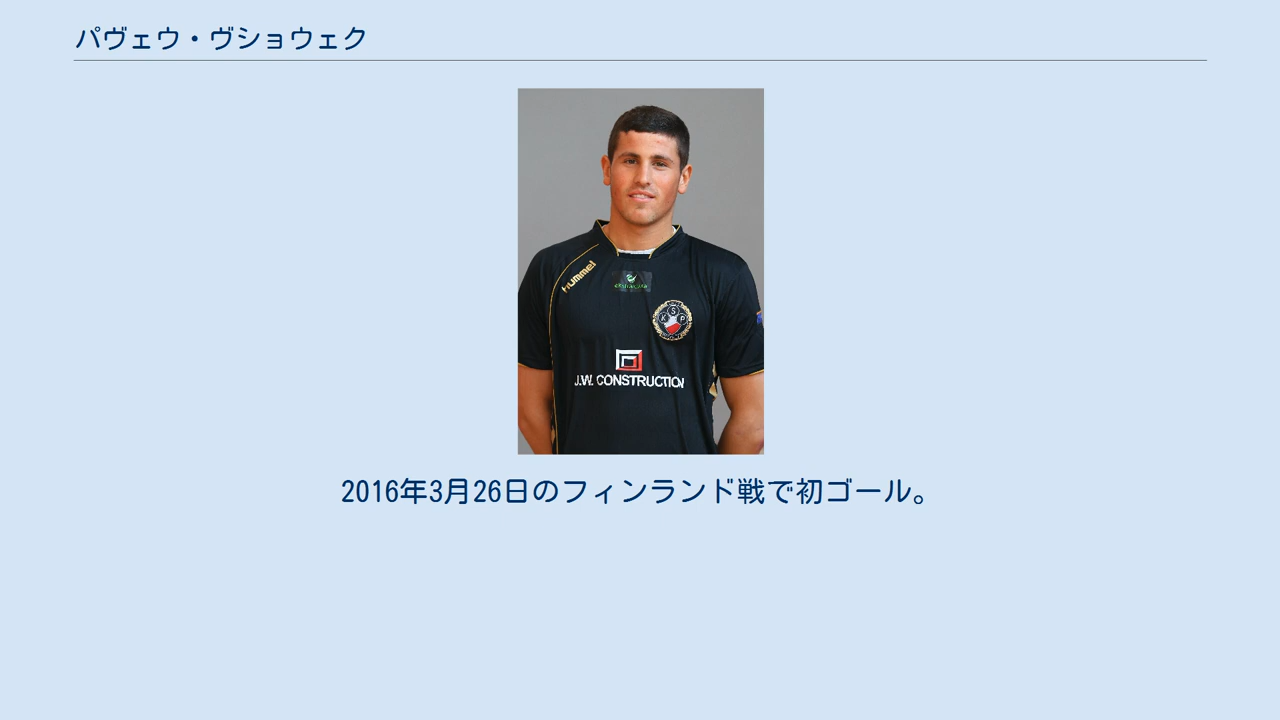 パヴェウ・ヴショウェク
hummel
KSP
J.W. CONSTRUCTION
2016年3月26日のフィンランド戦で初ゴール。